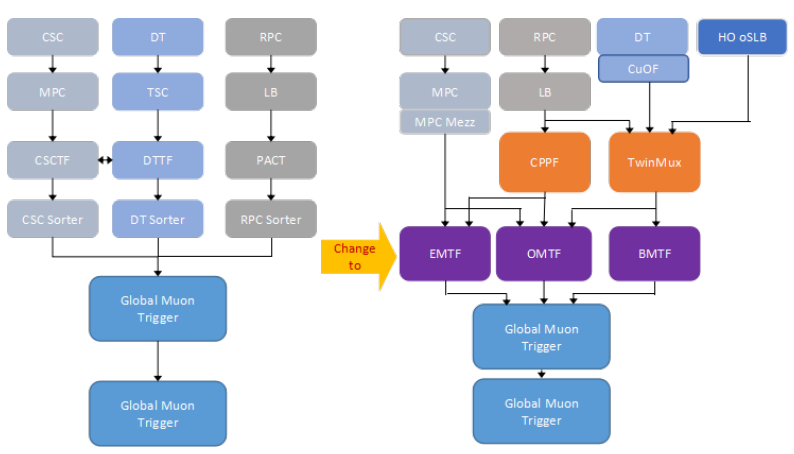 CSC
DT
RPC
MPC
TSC
LB
CSCTF
DTTF
PACT
CSC Sorter
DT Sorter
RPC Sorter
Global Muon
Trigger
Global Muon
Trigger
Change
to
CSC
RPC
DT
HO oSLB
CuOF
MPC
LB
MPC Mezz
CPPF
TwinMux
EMTF
OMTF
BMTF
Global Muon
Trigger
Global Muon
Trigger